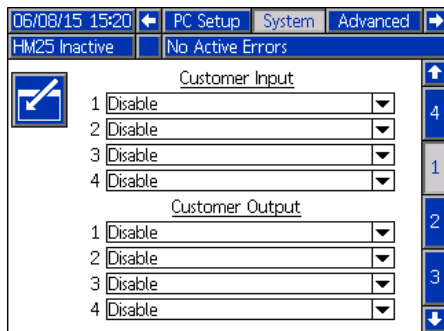 06/08/15 15:20 PC Setup System Advanced
HM25 Inactive No Active Errors
Customer Input
1 Disable
2 Disable
3 Disable
4 Disable
Customer Output
1 Disable
2 Disable
3 Disable
4 Disable
4
1
2
3